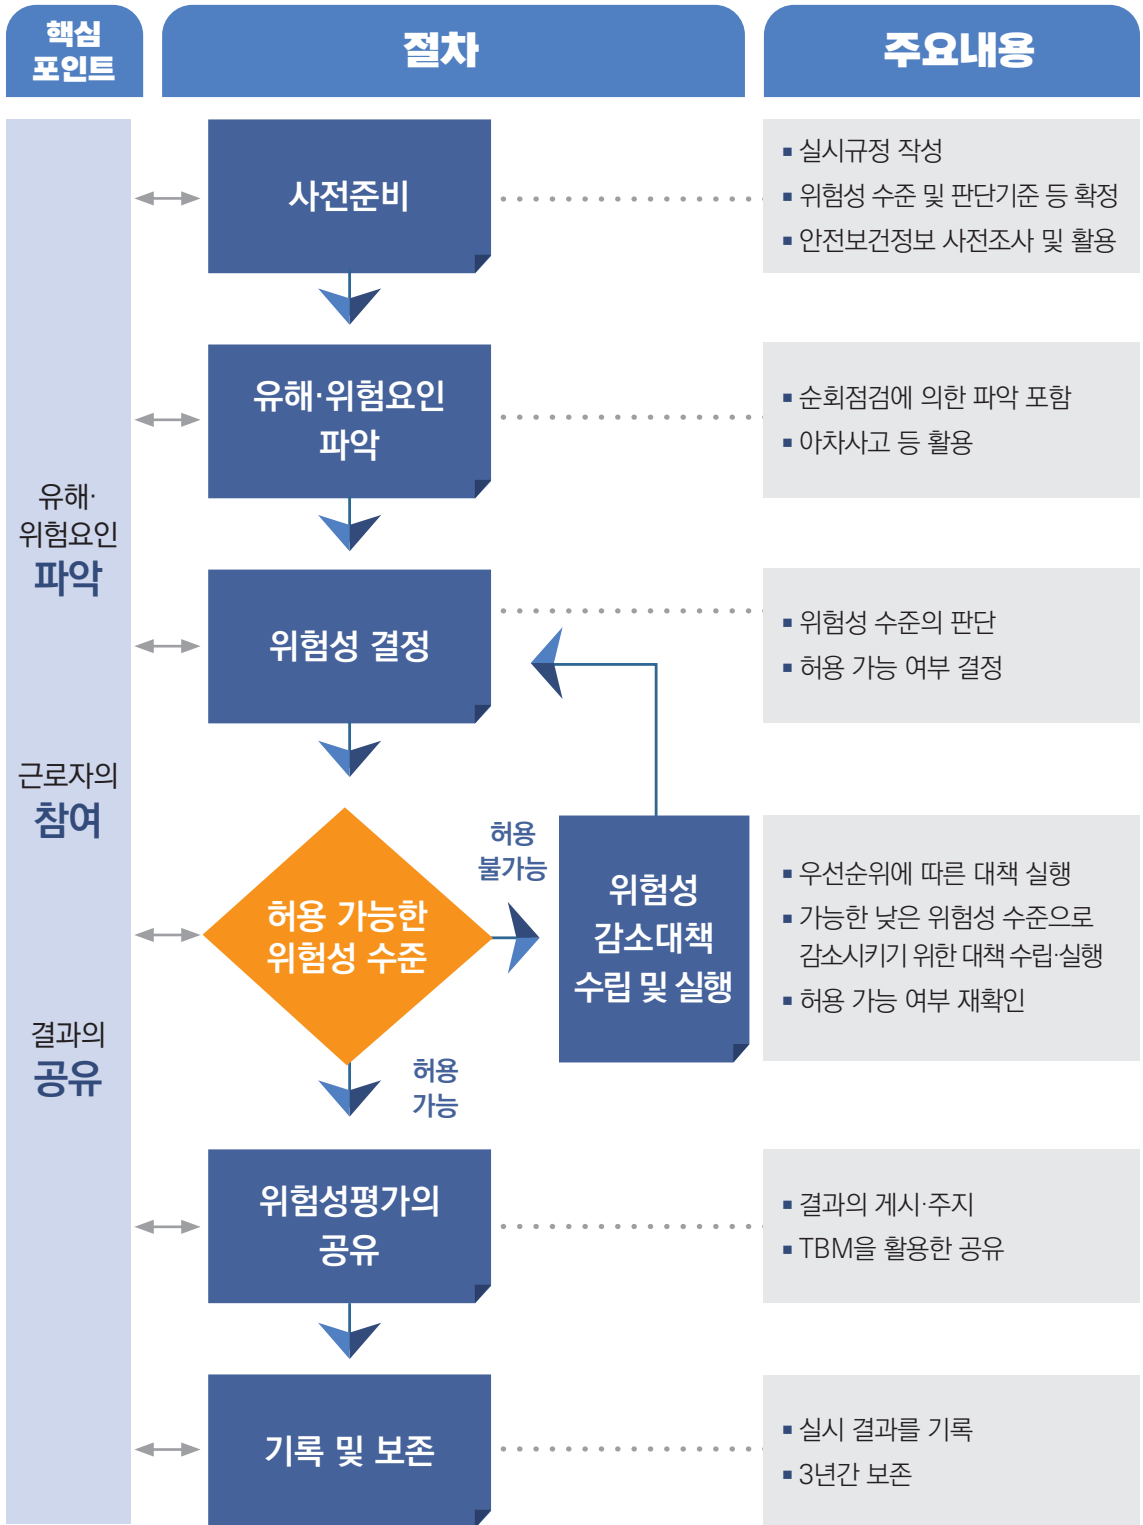 핵심
포인트
절차
주요내용
사전준비
▪ 실시규정 작성
▪ 위험성 수준 및 판단기준 등 확정
▪ 안전보건정보 사전조사 및 활용
유해·위험요인
파악
▪ 순회점검에 의한 파악 포함
▪ 아차사고 등 활용
유해·
위험요인
파악
위험성 결정
▪ 위험성 수준의 판단
▪ 허용 가능 여부 결정
근로자의
참여
허용 가능한
위험성 수준
허용
불가능
위험성
감소대책
수립 및 실행
▪ 우선순위에 따른 대책 실행
▪ 가능한 낮은 위험성 수준으로
감소시키기 위한 대책 수립·실행
▪ 허용 가능 여부 재확인
결과의
공유
허용
가능
위험성평가의
공유
▪ 결과의 게시·주지
▪ TBM을 활용한 공유
기록 및 보존
▪ 실시 결과를 기록
▪ 3년간 보존